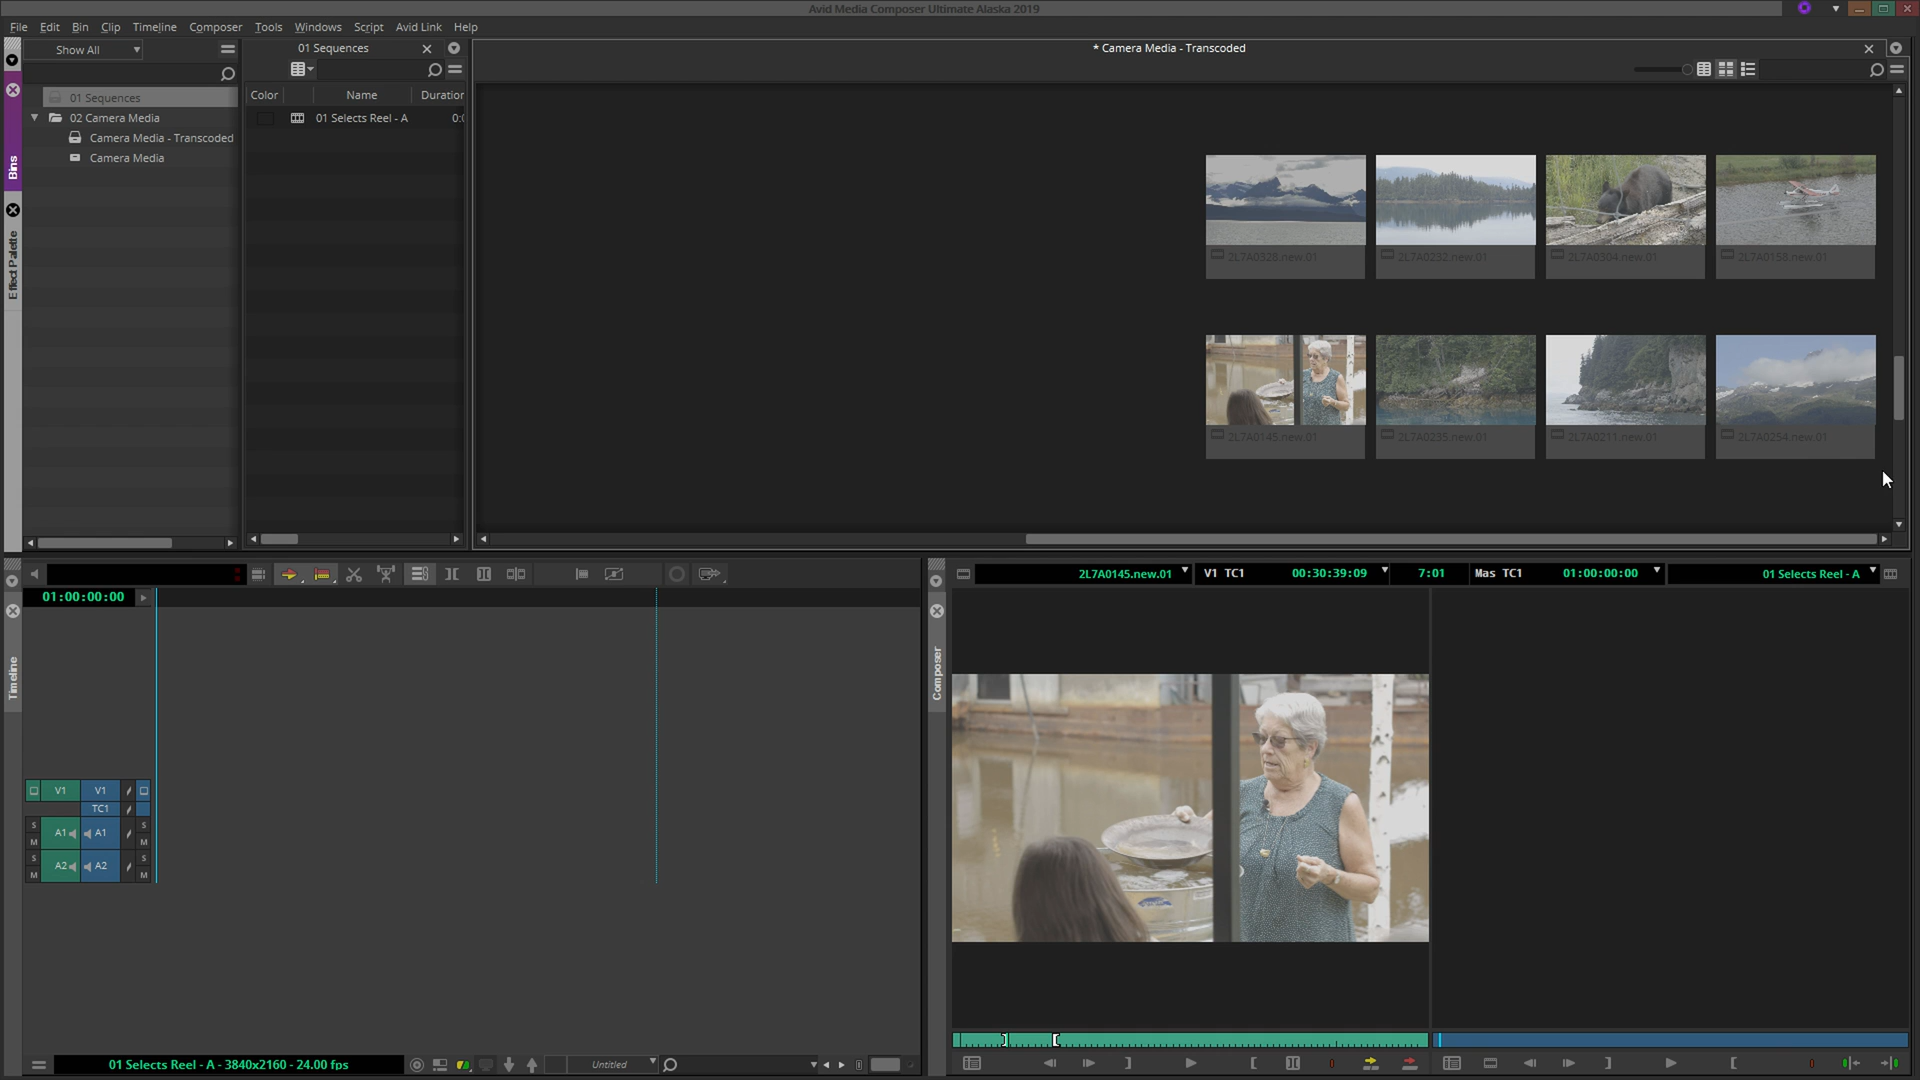 Avid Media Composer Ultimate Alaska 2019
File Edit Bin Clip Timeline Composer Tools Windows Script Avid Link Help
Show All
01 Sequences
* Camera Media - Transcoded
Color Name Duration
01 Sequences
02 Camera Media
Camera Media - Transcoded
Camera Media
01 Selects Reel - A 0:0
Bins
Effect Palette
2L7A0328.new.01 2L7A0232.new.01 2L7A0304.new.01 2L7A0158.new.01
2L7A0145.new.01 2L7A0235.new.01 2L7A0211.new.01 2L7A0254.new.01
01:00:00:00
Timeline
V1 V1
TC1
S A1 A1 S
M M
S A2 A2 S
M M
01 Selects Reel - A - 3840x2160 - 24.00 fps
Untitled
2L7A0145.new.01 V1 TC1 00:30:39:09 7:01 Mas TC1 01:00:00:00 01 Selects Reel - A
Composer